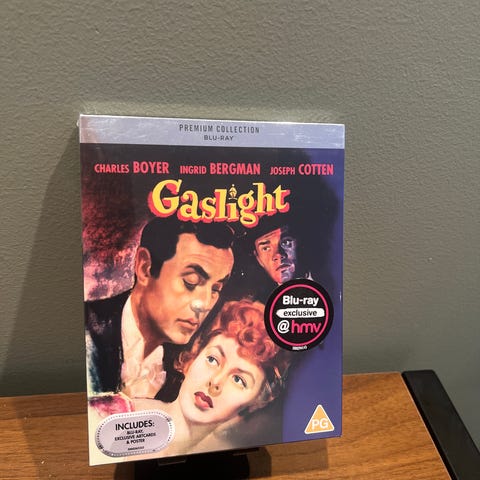 PREMIUM COLLECTION
BLU-RAY
CHARLES BOYER INGRID BERGMAN JOSEPH COTTEN
Gaslight
Blu-ray
exclusive
@hmv
INCLUDES:
BLU-RAY,
EXCLUSIVE ARTCARDS
& POSTER
PG